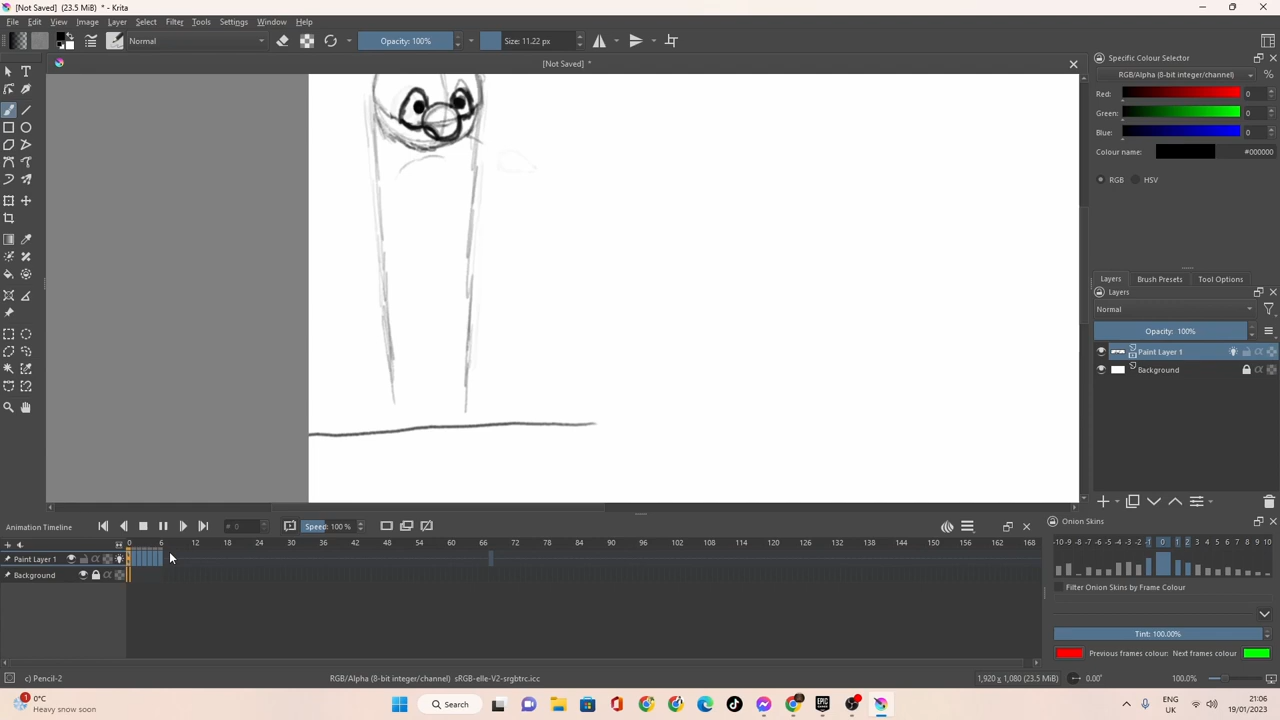 [Not Saved] (23.5 MiB) * - Krita
File Edit View Image Layer Select Filter Tools Settings Window Help
Normal Opacity: 100% Size: 11.22 px
[Not Saved] *
Specific Colour Selector
RGB/Alpha (8-bit integer/channel) %
Red: 0
Green: 0
Blue: 0
Colour name: #000000
RGB HSV
Layers Brush Presets Tool Options
Layers
Normal
Opacity: 100%
Paint Layer 1
Background
Animation Timeline # 0 Speed: 100 %
0 6 12 18 24 30 36 42 48 54 60 66 72 78 84 90 96 102 108 114 120 126 132 138 144 150 156 162 168
Paint Layer 1
Background
Onion Skins
-10 -9 -8 -7 -6 -5 -4 -3 -2 -1 0 1 2 3 4 5 6 7 8 9 10
Filter Onion Skins by Frame Colour
Tint: 100.00%
Previous frames colour: Next frames colour:
c) Pencil-2 RGB/Alpha (8-bit integer/channel) sRGB-elle-V2-srgbtrc.icc 1,920 x 1,080 (23.5 MiB) 0.00° 100.0%
1
0°C
Heavy snow soon
Search
ENG
UK
21:06
19/01/2023